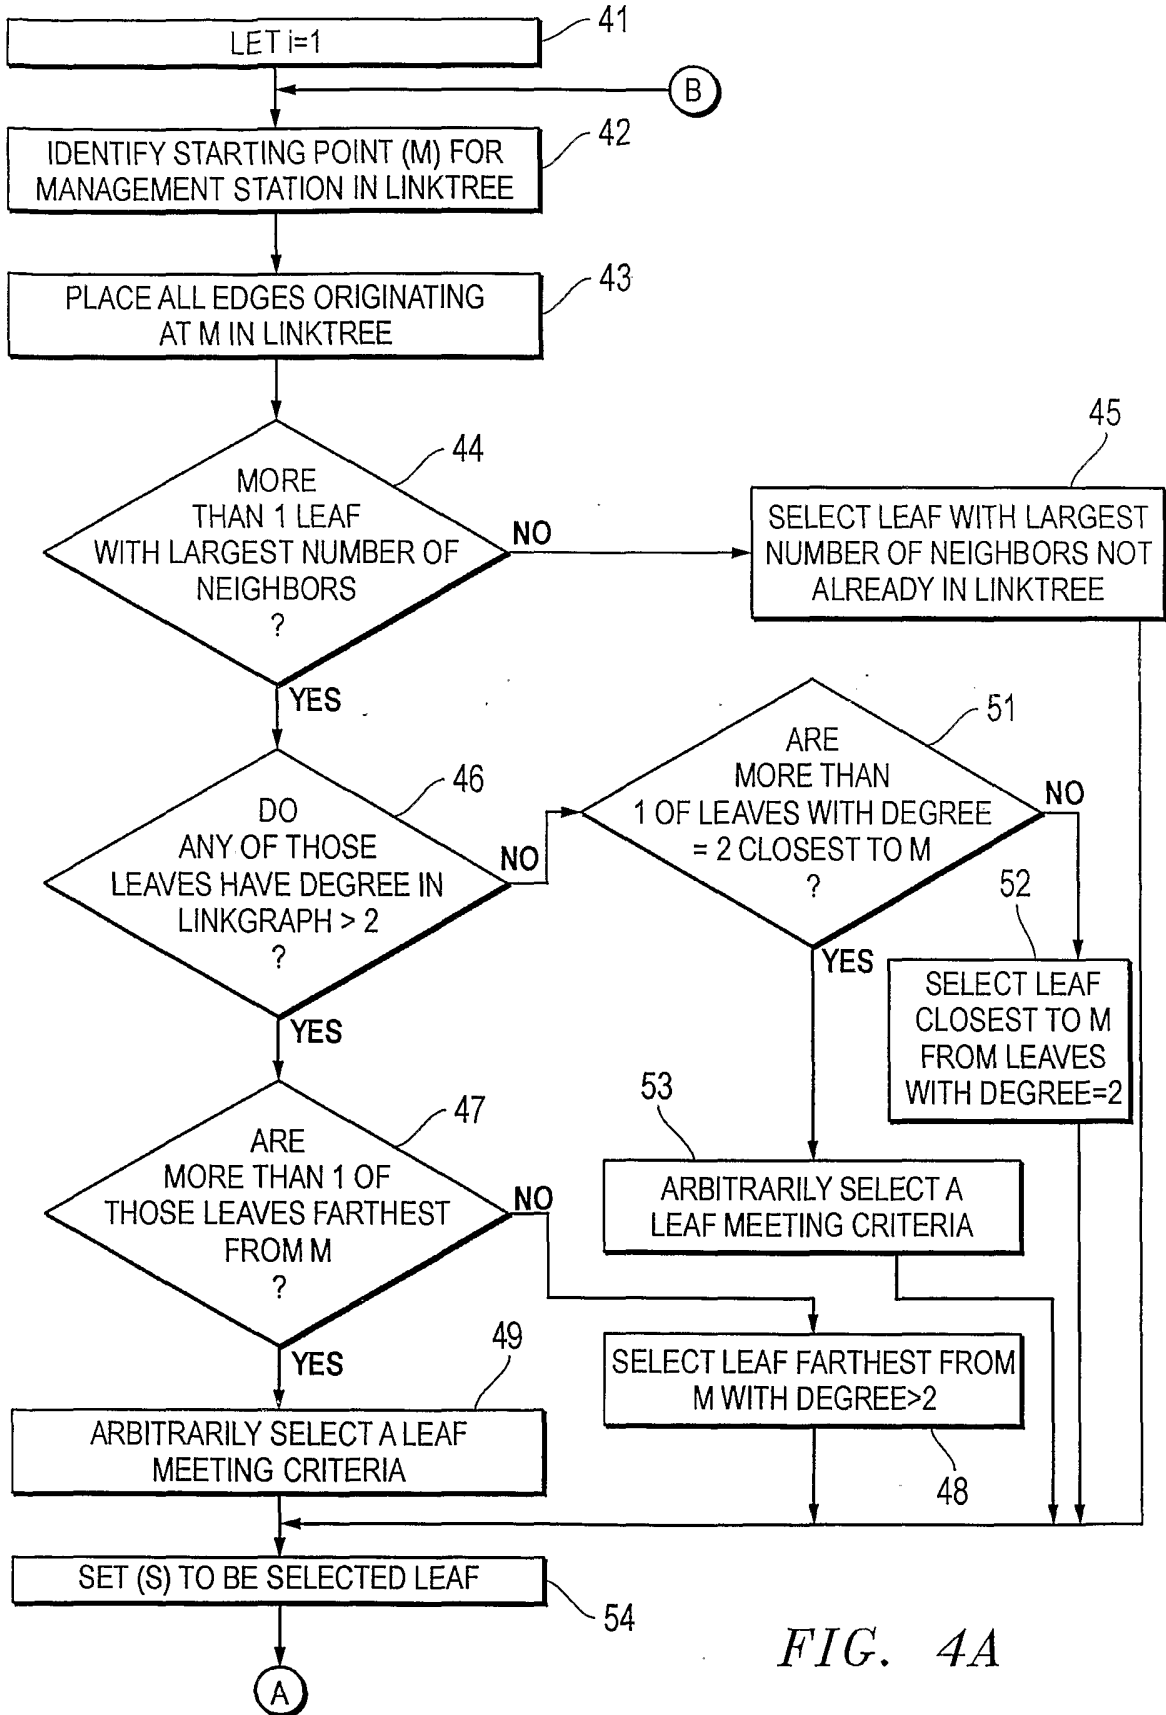 41
LET i=1
B
42
IDENTIFY STARTING POINT (M) FOR
MANAGEMENT STATION IN LINKTREE
43
PLACE ALL EDGES ORIGINATING
AT M IN LINKTREE
44
MORE
THAN 1 LEAF
WITH LARGEST NUMBER OF
NEIGHBORS
?
NO
YES
45
SELECT LEAF WITH LARGEST
NUMBER OF NEIGHBORS NOT
ALREADY IN LINKTREE
46
DO
ANY OF THOSE
LEAVES HAVE DEGREE IN
LINKGRAPH > 2
?
NO
YES
51
ARE
MORE THAN
1 OF LEAVES WITH DEGREE
= 2 CLOSEST TO M
?
NO
YES
52
SELECT LEAF
CLOSEST TO M
FROM LEAVES
WITH DEGREE=2
47
ARE
MORE THAN 1 OF
THOSE LEAVES FARTHEST
FROM M
?
NO
YES
53
ARBITRARILY SELECT A
LEAF MEETING CRITERIA
SELECT LEAF FARTHEST FROM
M WITH DEGREE>2
48
49
ARBITRARILY SELECT A LEAF
MEETING CRITERIA
SET (S) TO BE SELECTED LEAF
54
A
FIG. 4A